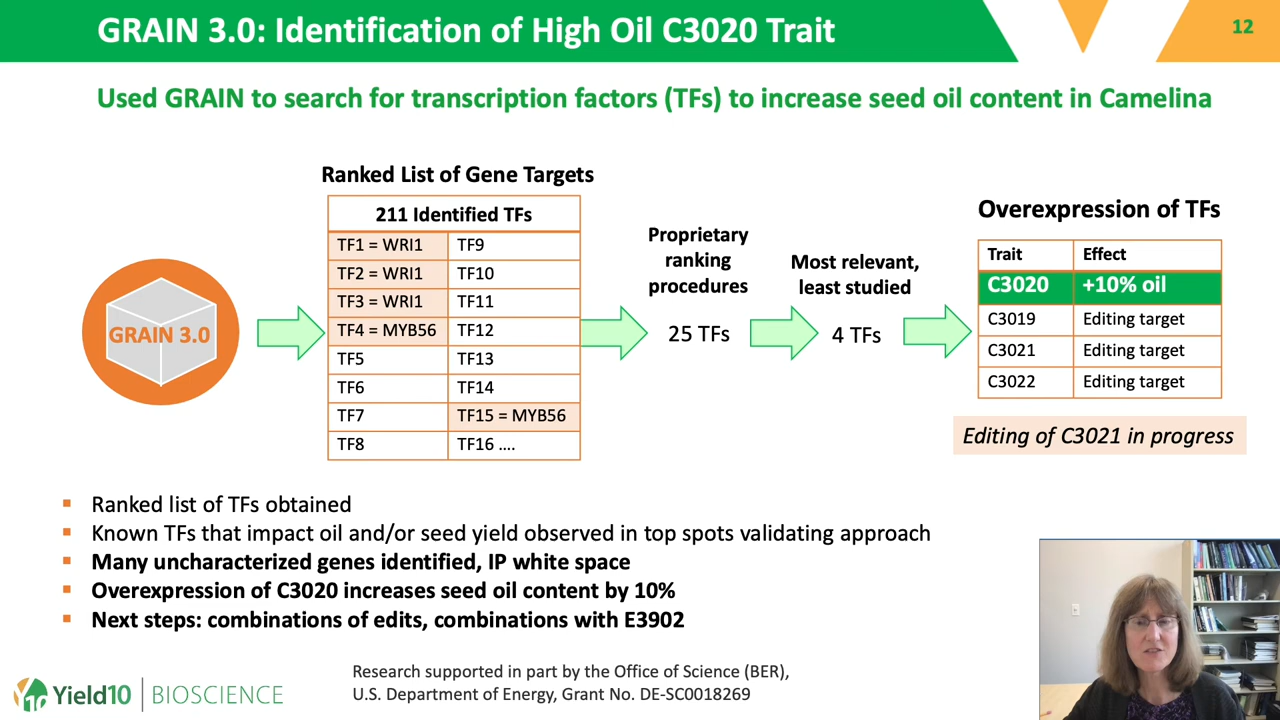 GRAIN 3.0: Identification of High Oil C3020 Trait
12
Used GRAIN to search for transcription factors (TFs) to increase seed oil content in Camelina
GRAIN 3.0
Ranked List of Gene Targets
211 Identified TFs
TF1 = WRI1 TF9
TF2 = WRI1 TF10
TF3 = WRI1 TF11
TF4 = MYB56 TF12
TF5 TF13
TF6 TF14
TF7 TF15 = MYB56
TF8 TF16 ....
Proprietary
ranking
procedures
25 TFs
Most relevant,
least studied
4 TFs
Overexpression of TFs
Trait Effect
C3020 +10% oil
C3019 Editing target
C3021 Editing target
C3022 Editing target
Editing of C3021 in progress
▪ Ranked list of TFs obtained
▪ Known TFs that impact oil and/or seed yield observed in top spots validating approach
▪ Many uncharacterized genes identified, IP white space
▪ Overexpression of C3020 increases seed oil content by 10%
▪ Next steps: combinations of edits, combinations with E3902
Research supported in part by the Office of Science (BER),
U.S. Department of Energy, Grant No. DE-SC0018269
Y10 Yield10 | BIOSCIENCE